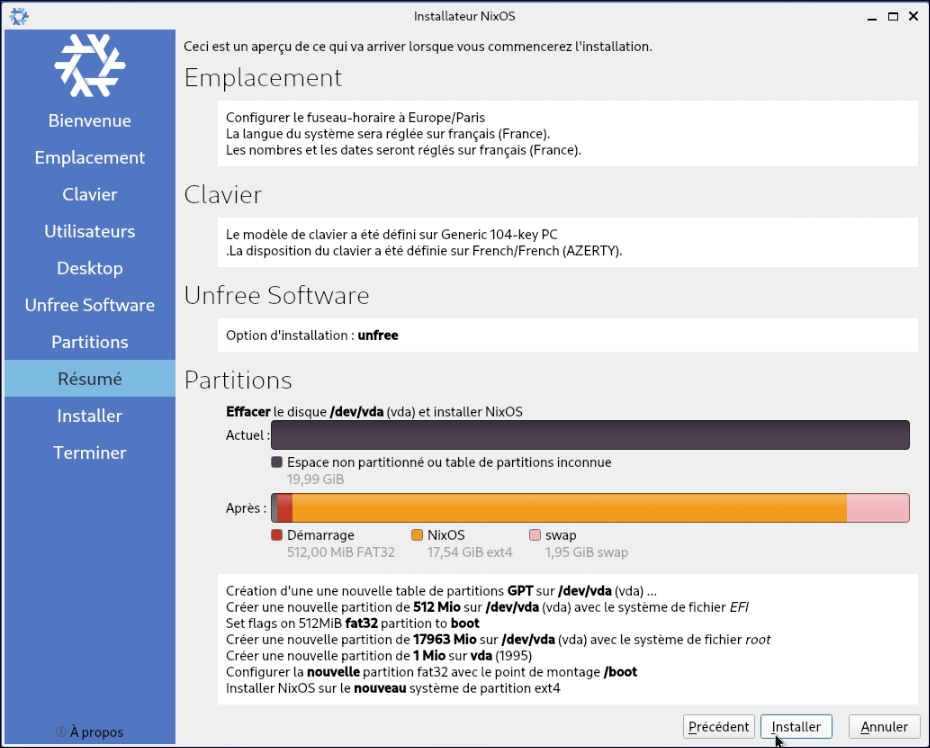 Installateur NixOS
Bienvenue
Emplacement
Clavier
Utilisateurs
Desktop
Unfree Software
Partitions
Résumé
Installer
Terminer
À propos
Ceci est un aperçu de ce qui va arriver lorsque vous commencerez l'installation.
Emplacement
Configurer le fuseau-horaire à Europe/Paris
La langue du système sera réglée sur français (France).
Les nombres et les dates seront réglés sur français (France).
Clavier
Le modèle de clavier a été défini sur Generic 104-key PC
.La disposition du clavier a été définie sur French/French (AZERTY).
Unfree Software
Option d'installation : unfree
Partitions
Effacer le disque /dev/vda (vda) et installer NixOS
Actuel :
Espace non partitionné ou table de partitions inconnue
19,99 GiB
Après :
Démarrage NixOS swap
512,00 MiB FAT32 17,54 GiB ext4 1,95 GiB swap
Création d'une une nouvelle table de partitions GPT sur /dev/vda (vda) ...
Créer une nouvelle partition de 512 Mio sur /dev/vda (vda) avec le système de fichier EFI
Set flags on 512MiB fat32 partition to boot
Créer une nouvelle partition de 17963 Mio sur /dev/vda (vda) avec le système de fichier root
Créer une nouvelle partition de 1 Mio sur vda (1995)
Configurer la nouvelle partition fat32 avec le point de montage /boot
Installer NixOS sur le nouveau système de partition ext4
Précédent Installer Annuler